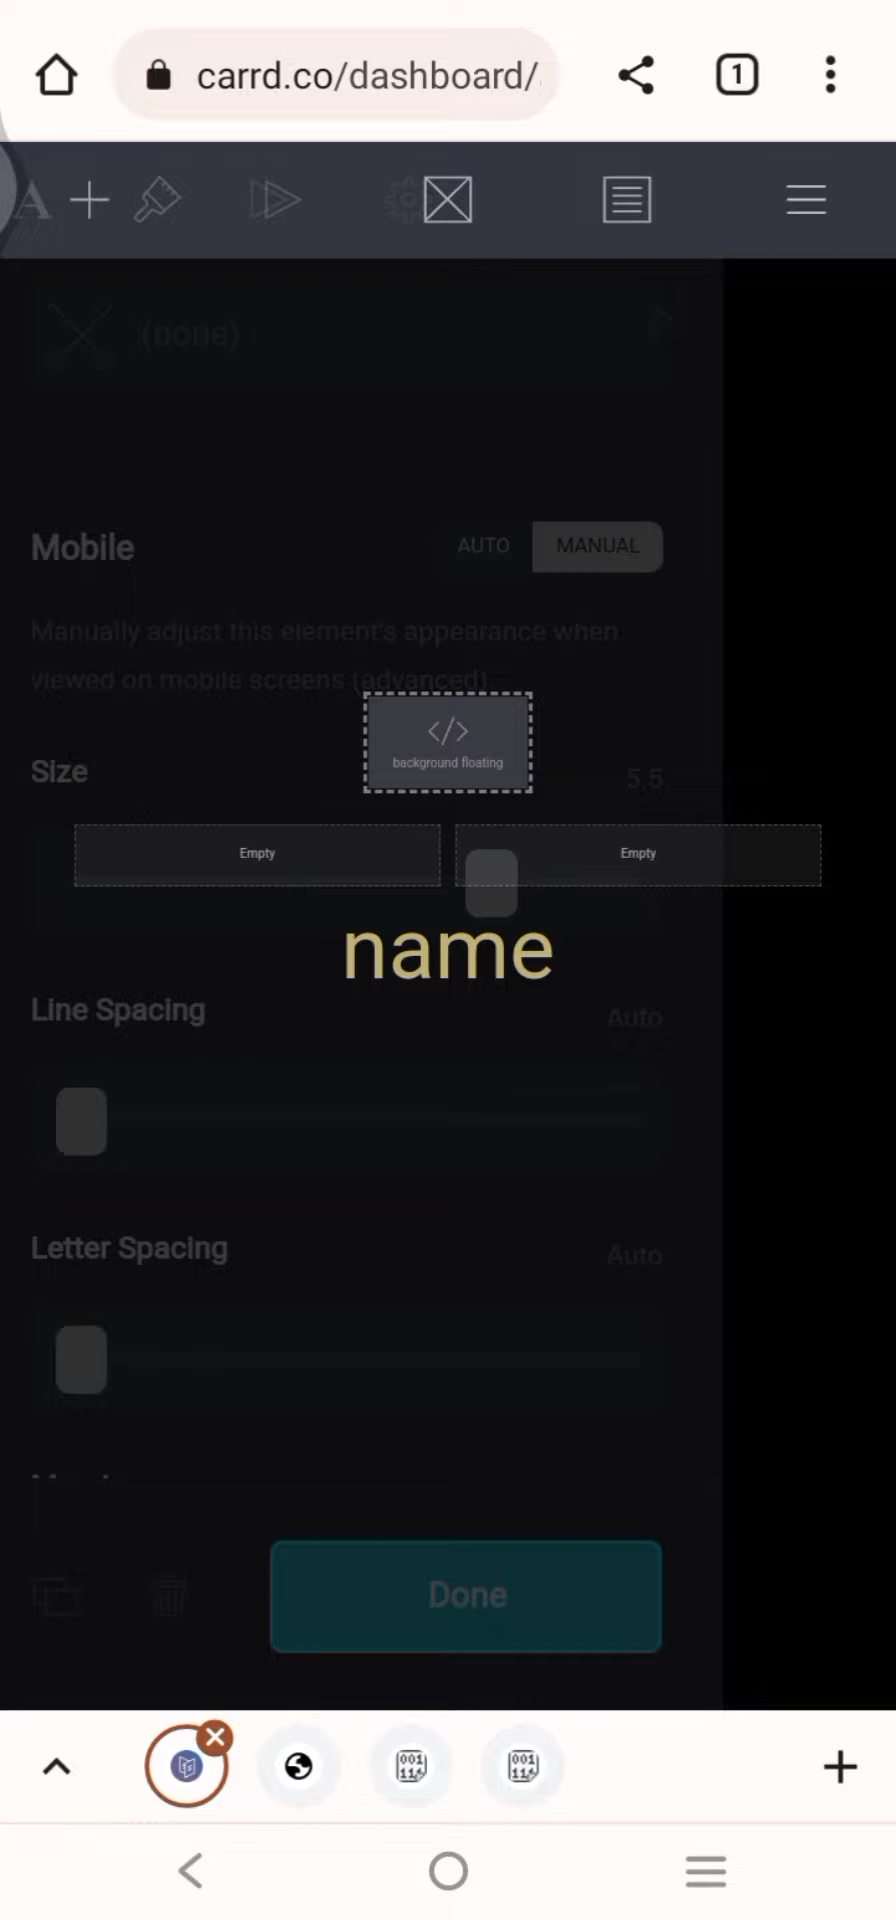 carrd.co/dashboard/
1
A
(none)
Mobile
AUTO
MANUAL
Manually adjust this element's appearance when
viewed on mobile screens (advanced).
</>
background floating
Size
5.5
Empty
Empty
name
Line Spacing
Auto
Letter Spacing
Auto
Done